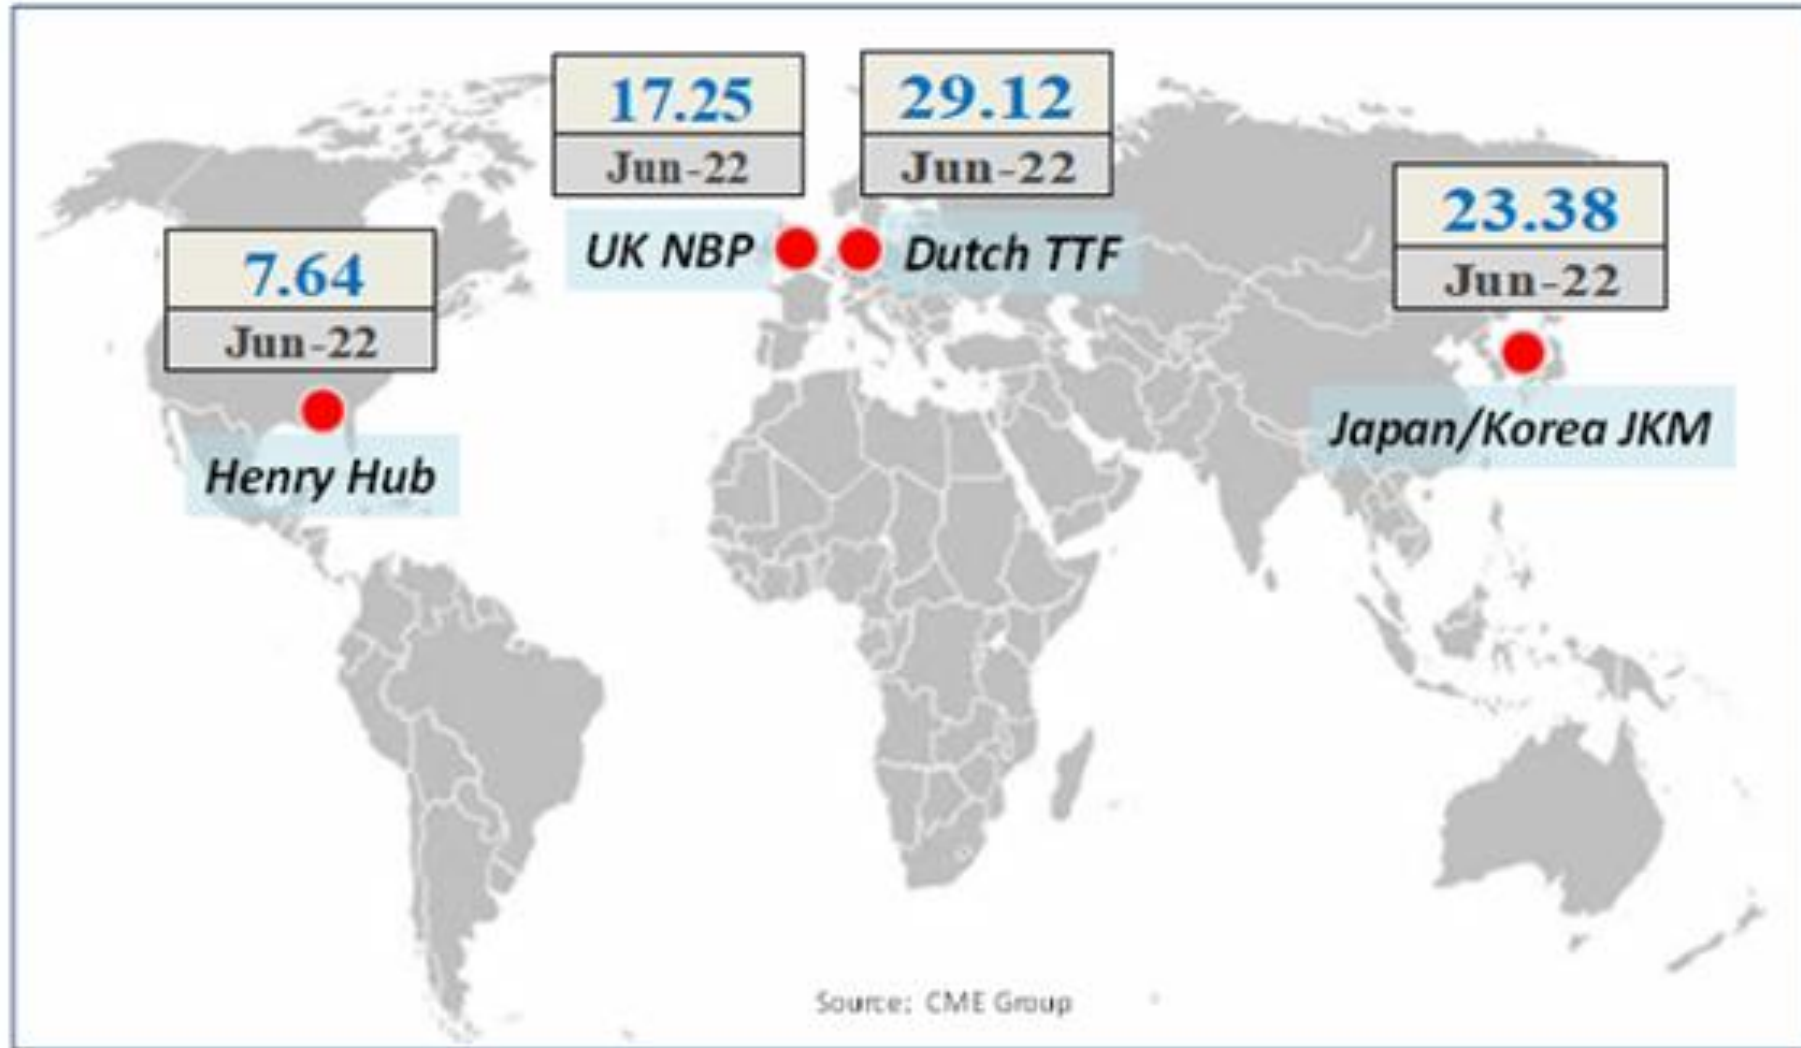 17.25
Jun-22
29.12
Jun-22
UK NBP
Dutch TTF
23.38
Jun-22
7.64
Jun-22
Japan/Korea JKM
Henry Hub
Source: CME Group